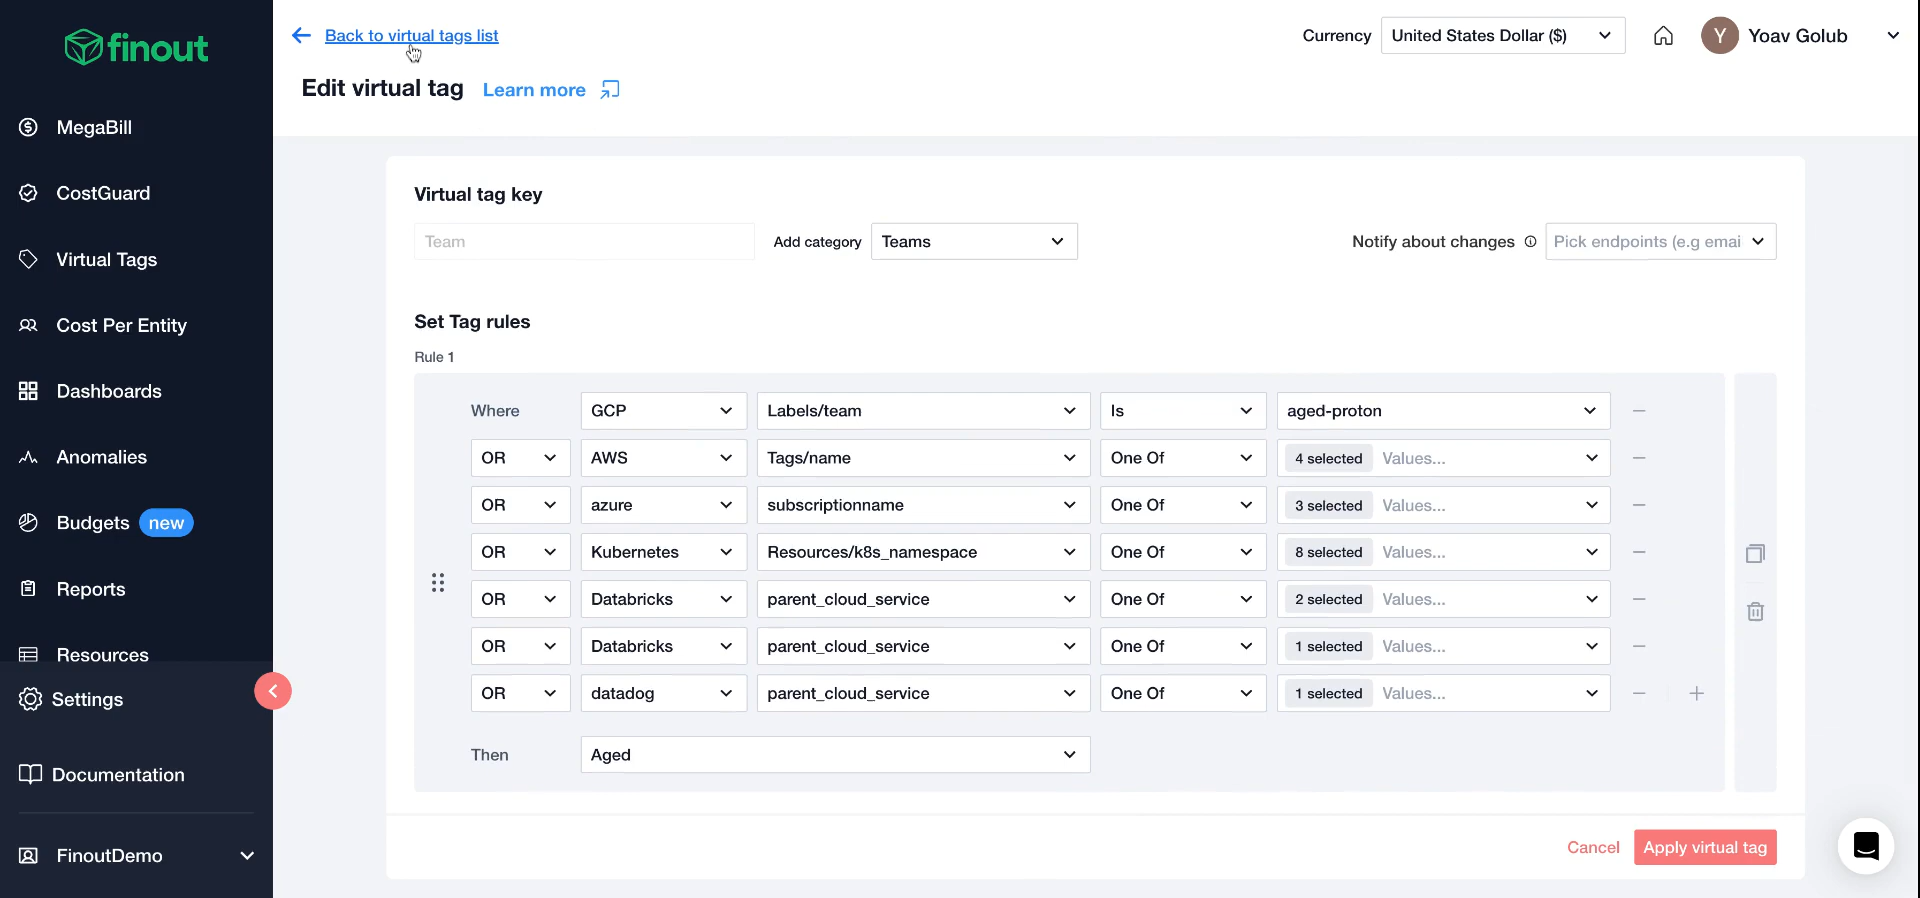 finout
Back to virtual tags list
Currency United States Dollar ($) Y Yoav Golub
Edit virtual tag Learn more
MegaBill
CostGuard
Virtual Tags
Cost Per Entity
Dashboards
Anomalies
Budgets new
Reports
Resources
Settings
Documentation
FinoutDemo
Virtual tag key
Team Add category Teams Notify about changes Pick endpoints (e.g emai
Set Tag rules
Rule 1
Where GCP Labels/team Is aged-proton
OR AWS Tags/name One Of 4 selected Values...
OR azure subscriptionname One Of 3 selected Values...
OR Kubernetes Resources/k8s_namespace One Of 8 selected Values...
OR Databricks parent_cloud_service One Of 2 selected Values...
OR Databricks parent_cloud_service One Of 1 selected Values...
OR datadog parent_cloud_service One Of 1 selected Values...
Then Aged
Cancel Apply virtual tag